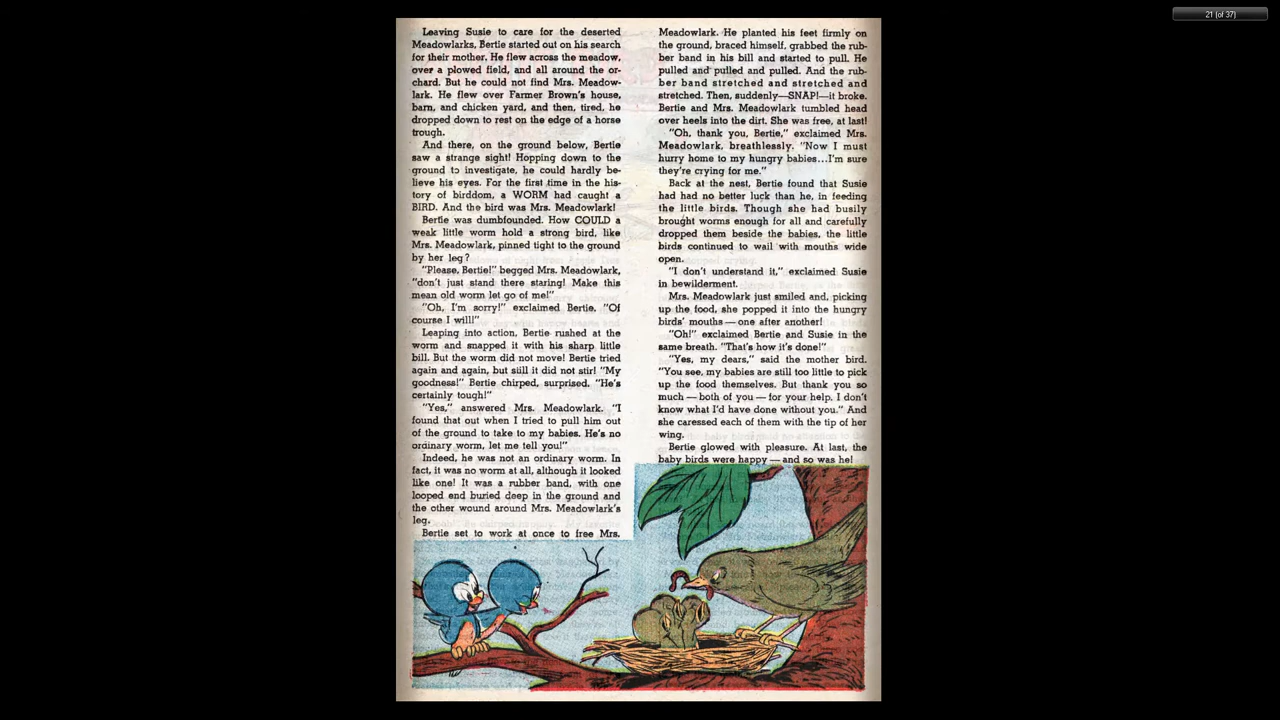 21 (of 37)
Leaving Susie to care for the deserted
Meadowlarks, Bertie started out on his search
for their mother. He flew across the meadow,
over a plowed field, and all around the or-
chard. But he could not find Mrs. Meadow-
lark. He flew over Farmer Brown's house,
barn, and chicken yard, and then, tired, he
dropped down to rest on the edge of a horse
trough.
And there, on the ground below, Bertie
saw a strange sight! Hopping down to the
ground to investigate, he could hardly be-
lieve his eyes. For the first time in the his-
tory of birddom, a WORM had caught a
BIRD. And the bird was Mrs. Meadowlark!
Bertie was dumbfounded. How COULD a
weak little worm hold a strong bird, like
Mrs. Meadowlark, pinned tight to the ground
by her leg?
"Please, Bertie!" begged Mrs. Meadowlark,
"don't just stand there staring! Make this
mean old worm let go of me!"
"Oh, I'm sorry!" exclaimed Bertie, "Of
course I will!"
Leaping into action, Bertie rushed at the
worm and snapped it with his sharp little
bill. But the worm did not move! Bertie tried
again and again, but still it did not stir! "My
goodness!" Bertie chirped, surprised. "He's
certainly tough!"
"Yes," answered Mrs. Meadowlark. "I
found that out when I tried to pull him out
of the ground to take to my babies. He's no
ordinary worm, let me tell you!"
Indeed, he was not an ordinary worm. In
fact, it was no worm at all, although it looked
like one! It was a rubber band, with one
looped end buried deep in the ground and
the other wound around Mrs. Meadowlark's
leg.
Bertie set to work at once to free Mrs.
Meadowlark. He planted his feet firmly on
the ground, braced himself, grabbed the rub-
ber band in his bill and started to pull. He
pulled and pulled and pulled. And the rub-
ber band stretched and stretched and
stretched. Then, suddenly—SNAP!—it broke.
Bertie and Mrs. Meadowlark tumbled head
over heels into the dirt. She was free, at last!
"Oh, thank you, Bertie," exclaimed Mrs.
Meadowlark, breathlessly. "Now I must
hurry home to my hungry babies...I'm sure
they're crying for me."
Back at the nest, Bertie found that Susie
had had no better luck than he, in feeding
the little birds. Though she had busily
brought worms enough for all and carefully
dropped them beside the babies, the little
birds continued to wail with mouths wide
open.
"I don't understand it," exclaimed Susie
in bewilderment.
Mrs. Meadowlark just smiled and, picking
up the food, she popped it into the hungry
birds' mouths — one after another!
"Oh!" exclaimed Bertie and Susie in the
same breath. "That's how it's done!"
"Yes, my dears," said the mother bird.
"You see, my babies are still too little to pick
up the food themselves. But thank you so
much — both of you — for your help. I don't
know what I'd have done without you." And
she caressed each of them with the tip of her
wing.
Bertie glowed with pleasure. At last, the
baby birds were happy — and so was he!